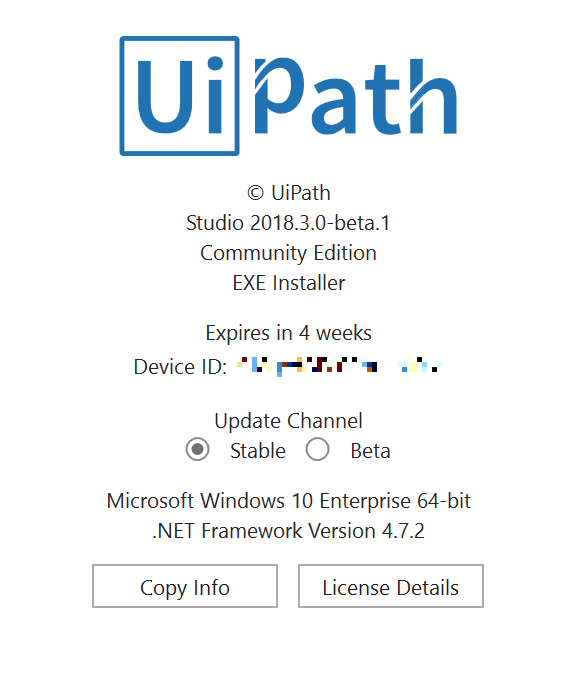 UiPath
© UiPath
Studio 2018.3.0-beta.1
Community Edition
EXE Installer
Expires in 4 weeks
Device ID:
Update Channel
Stable Beta
Microsoft Windows 10 Enterprise 64-bit
.NET Framework Version 4.7.2
Copy Info License Details